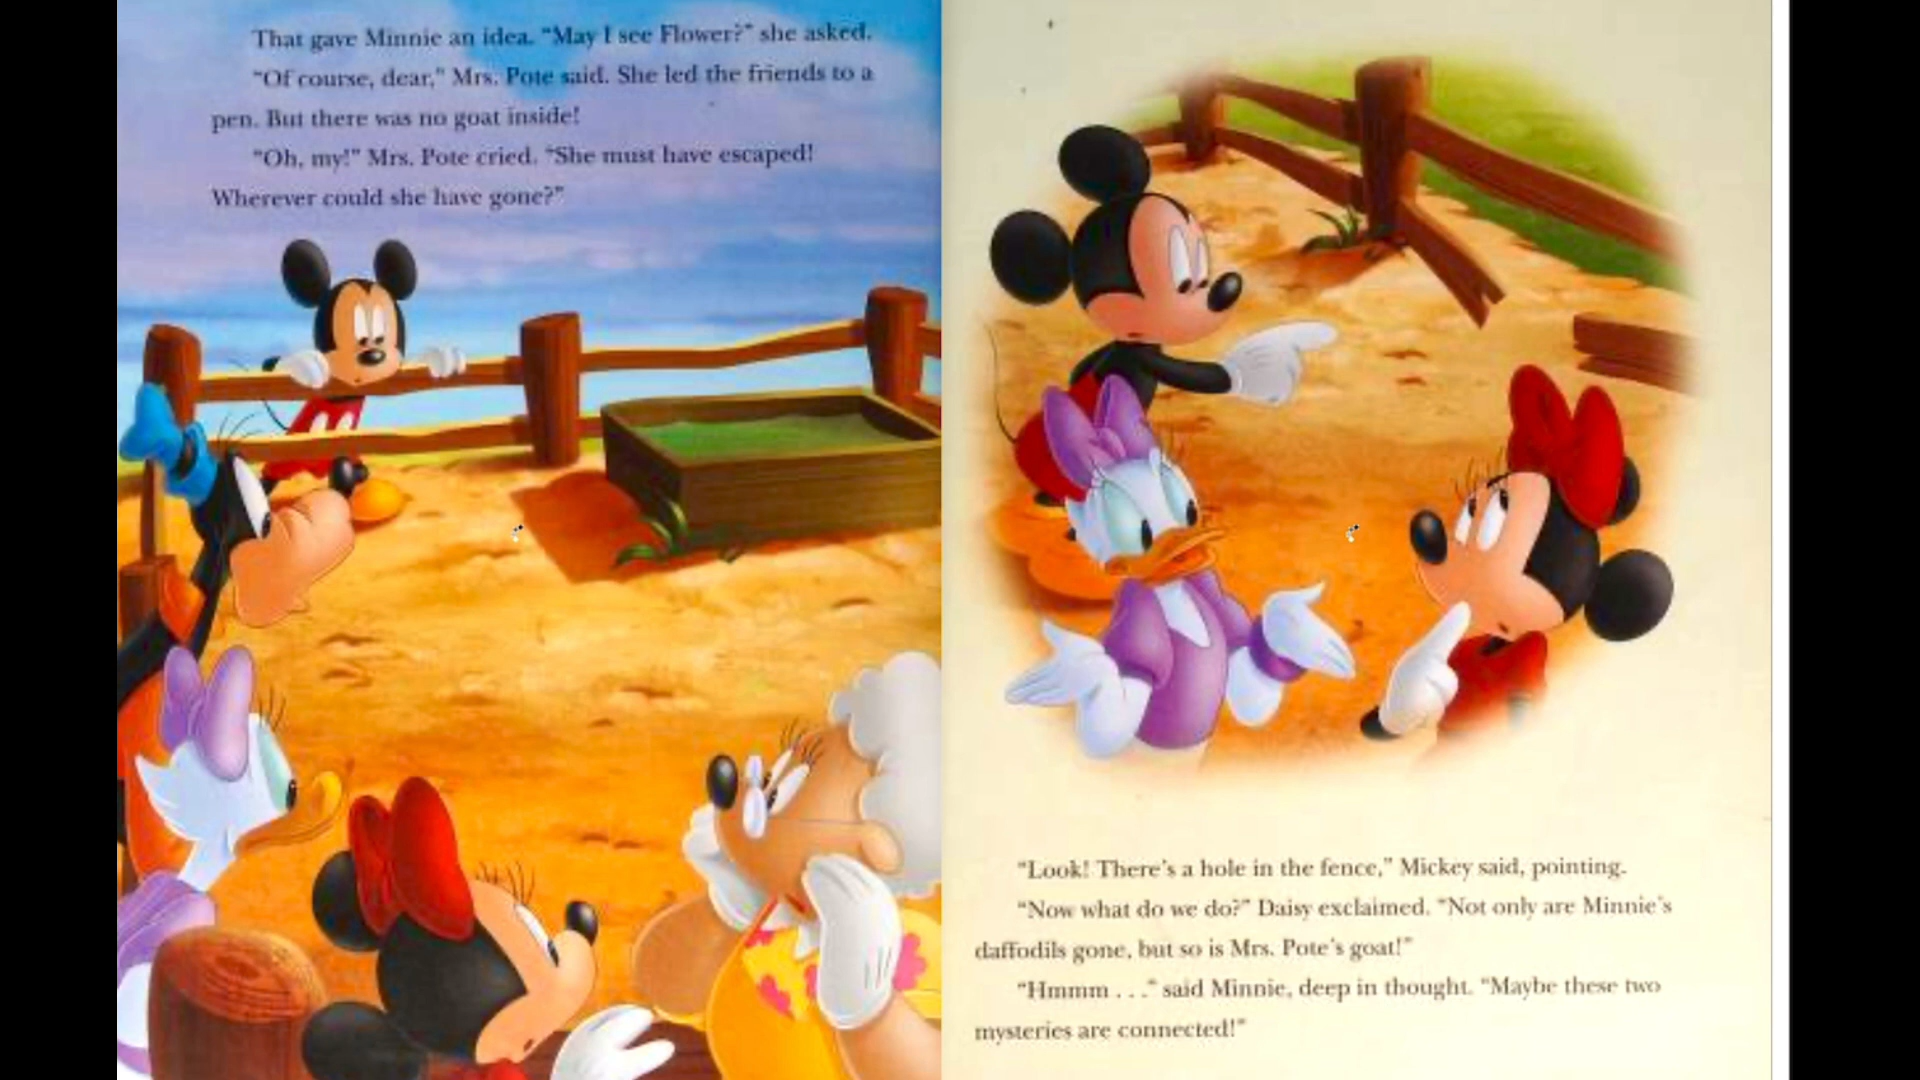 That gave Minnie an idea. “May I see Flower?” she asked.
“Of course, dear,” Mrs. Pote said. She led the friends to a
pen. But there was no goat inside!
“Oh, my!” Mrs. Pote cried. “She must have escaped!
Wherever could she have gone?”
“Look! There’s a hole in the fence,” Mickey said, pointing.
“Now what do we do?” Daisy exclaimed. “Not only are Minnie’s
daffodils gone, but so is Mrs. Pote’s goat!”
“Hmmm . . .” said Minnie, deep in thought. “Maybe these two
mysteries are connected!”